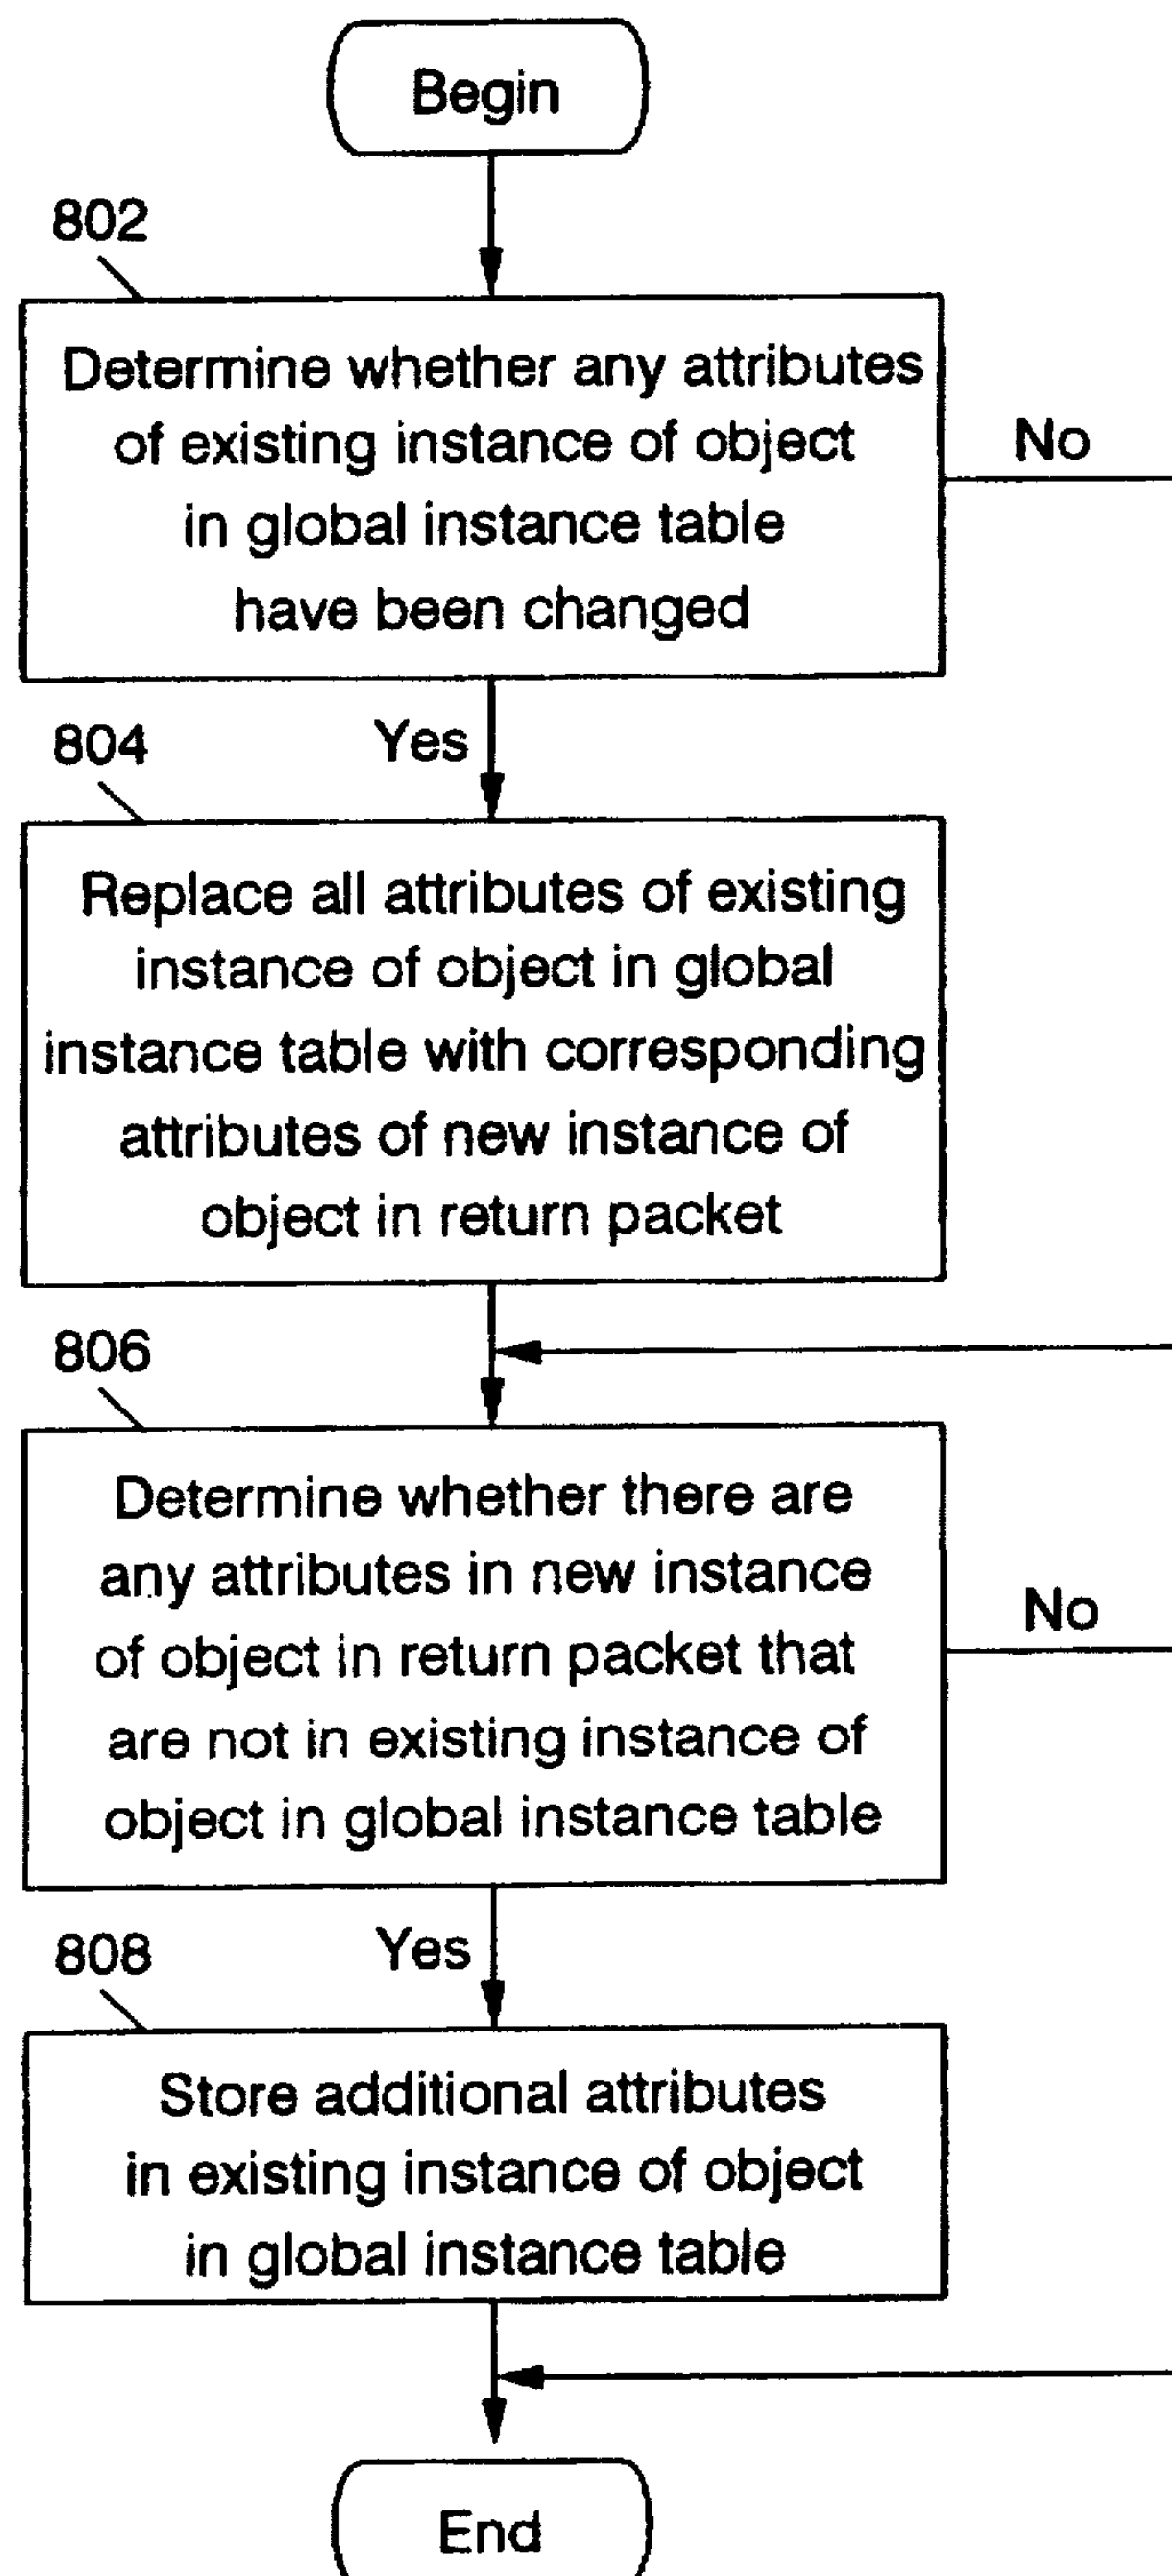 Begin
802
Determine whether any attributes
of existing instance of object
in global instance table
have been changed
No
Yes
804
Replace all attributes of existing
instance of object in global
instance table with corresponding
attributes of new instance of
object in return packet
806
Determine whether there are
any attributes in new instance
of object in return packet that
are not in existing instance of
object in global instance table
No
Yes
808
Store additional attributes
in existing instance of object
in global instance table
End